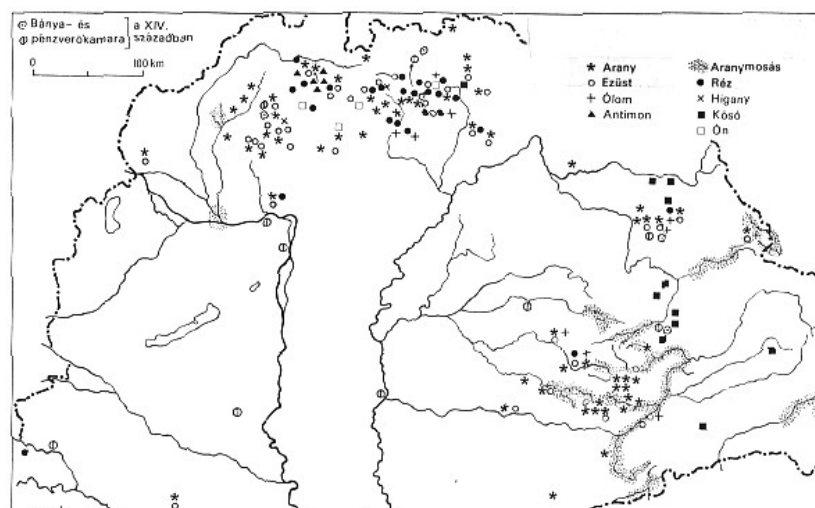 Bánya- és
pénzverőkamara
a XIV.
században
0 100 km
Arany
Ezüst
Ólom
Antimon
Aranymosás
Réz
Higany
Kősó
Ón